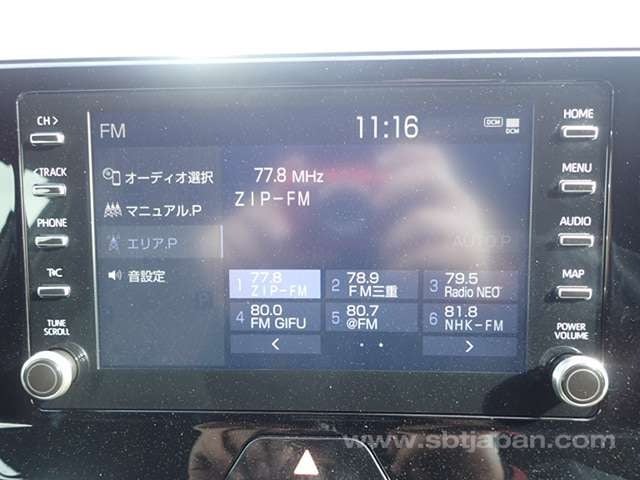 CH >
FM
11:16
DCM
DCM
HOME
< TRACK
オーディオ選択
77.8 MHz
MENU
マニュアル.P
ZIP-FM
PHONE
エリア.P
AUTO.P
AUDIO
音設定
1 77.8 ZIP-FM
2 78.9 FM三重
3 79.5 Radio NEO
MAP
4 80.0 FM GIFU
5 80.7 @FM
6 81.8 NHK-FM
TUNE
SCROLL
<
>
POWER
VOLUME
www.sbtjapan.com